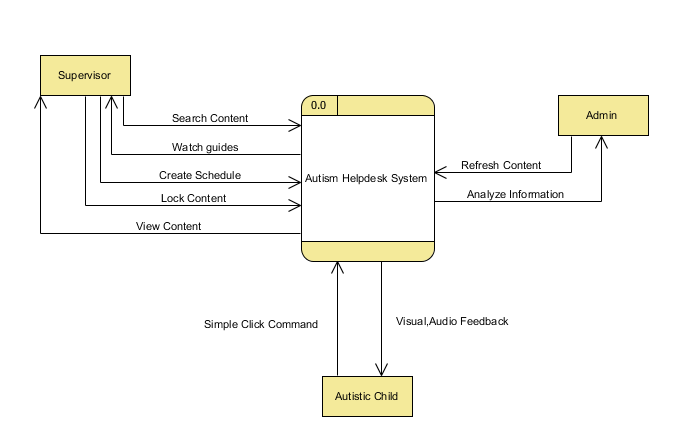 Supervisor
0.0
Admin
Search Content
Watch guides
Refresh Content
Create Schedule
Autism Helpdesk System
Analyze Information
Lock Content
View Content
Simple Click Command
Visual,Audio Feedback
Autistic Child